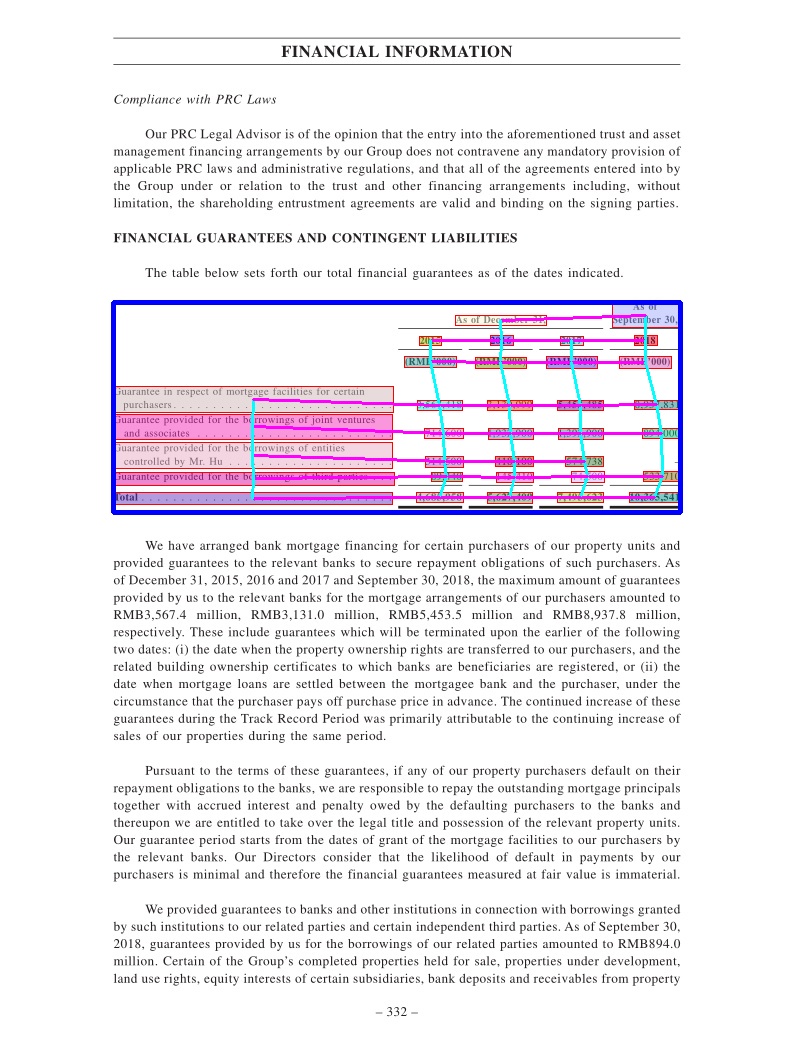 FINANCIAL INFORMATION
Compliance with PRC Laws
Our PRC Legal Advisor is of the opinion that the entry into the aforementioned trust and asset
management financing arrangements by our Group does not contravene any mandatory provision of
applicable PRC laws and administrative regulations, and that all of the agreements entered into by
the Group under or relation to the trust and other financing arrangements including, without
limitation, the shareholding entrustment agreements are valid and binding on the signing parties.
FINANCIAL GUARANTEES AND CONTINGENT LIABILITIES
The table below sets forth our total financial guarantees as of the dates indicated.
As of
As of December 31, September 30,
2015 2016 2017 2018
(RMB'000) (RMB'000) (RMB'000) (RMB'000)
Guarantee in respect of mortgage facilities for certain
purchasers
Guarantee provided for the borrowings of joint ventures
and associates
Guarantee provided for the borrowings of entities
controlled by Mr. Hu –
Guarantee provided for the borrowings of third parties
Total
We have arranged bank mortgage financing for certain purchasers of our property units and
provided guarantees to the relevant banks to secure repayment obligations of such purchasers. As
of December 31, 2015, 2016 and 2017 and September 30, 2018, the maximum amount of guarantees
provided by us to the relevant banks for the mortgage arrangements of our purchasers amounted to
RMB3,567.4 million, RMB3,131.0 million, RMB5,453.5 million and RMB8,937.8 million,
respectively. These include guarantees which will be terminated upon the earlier of the following
two dates: (i) the date when the property ownership rights are transferred to our purchasers, and the
related building ownership certificates to which banks are beneficiaries are registered, or (ii) the
date when mortgage loans are settled between the mortgagee bank and the purchaser, under the
circumstance that the purchaser pays off purchase price in advance. The continued increase of these
guarantees during the Track Record Period was primarily attributable to the continuing increase of
sales of our properties during the same period.
Pursuant to the terms of these guarantees, if any of our property purchasers default on their
repayment obligations to the banks, we are responsible to repay the outstanding mortgage principals
together with accrued interest and penalty owed by the defaulting purchasers to the banks and
thereupon we are entitled to take over the legal title and possession of the relevant property units.
Our guarantee period starts from the dates of grant of the mortgage facilities to our purchasers by
the relevant banks. Our Directors consider that the likelihood of default in payments by our
purchasers is minimal and therefore the financial guarantees measured at fair value is immaterial.
We provided guarantees to banks and other institutions in connection with borrowings granted
by such institutions to our related parties and certain independent third parties. As of September 30,
2018, guarantees provided by us for the borrowings of our related parties amounted to RMB894.0
million. Certain of the Group's completed properties held for sale, properties under development,
land use rights, equity interests of certain subsidiaries, bank deposits and receivables from property
– 332 –